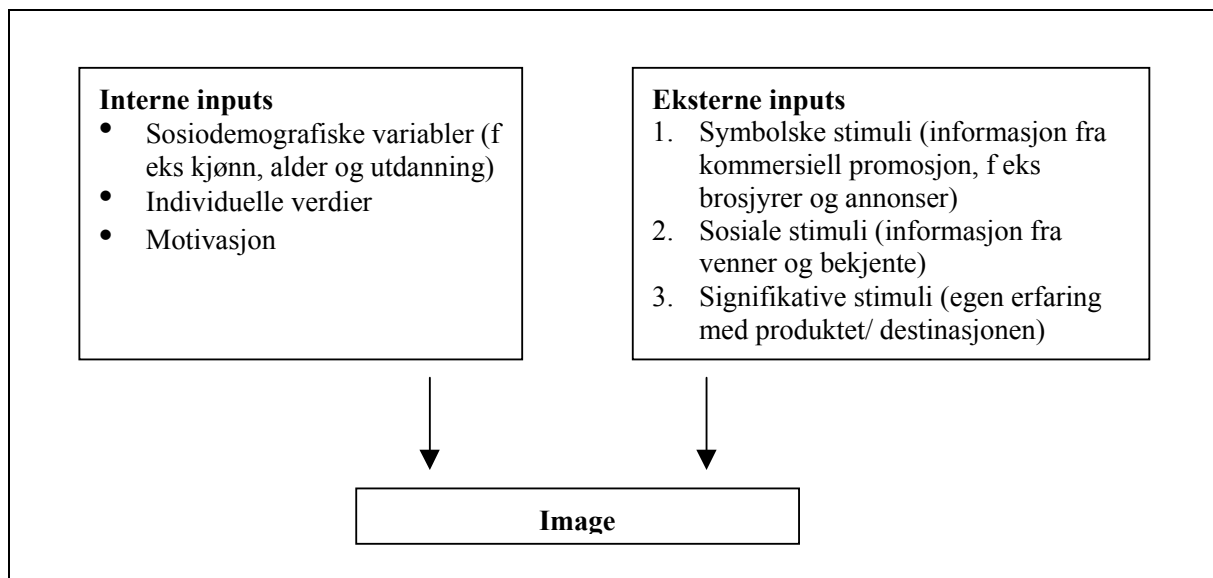 Interne inputs
• Sosiodemografiske variabler (f
eks kjønn, alder og utdanning)
• Individuelle verdier
• Motivasjon
Eksterne inputs
1. Symbolske stimuli (informasjon fra
kommersiell promosjon, f eks
brosjyrer og annonser)
2. Sosiale stimuli (informasjon fra
venner og bekjente)
3. Signifikative stimuli (egen erfaring
med produktet/ destinasjonen)
Image